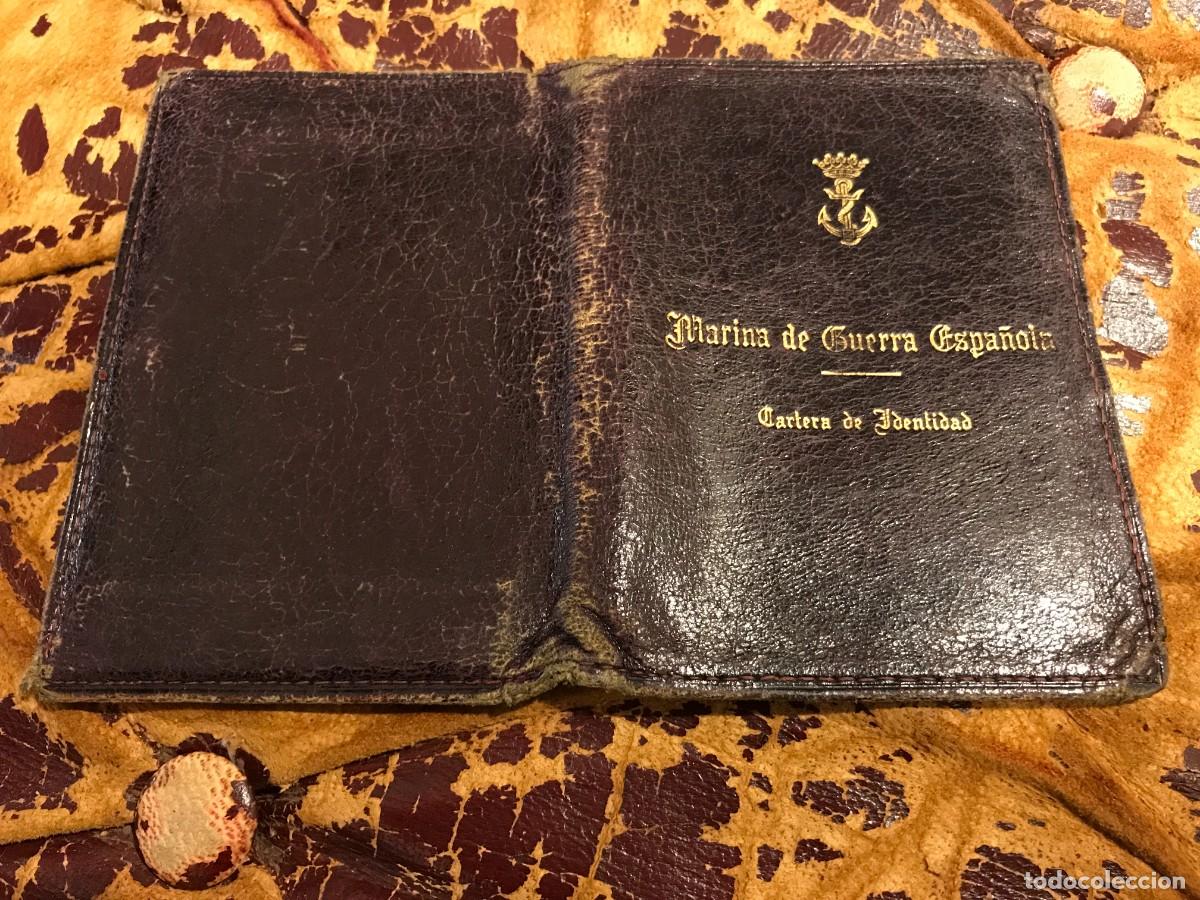 Marina de Guerra Española
Cartera de Identidad
todocoleccion